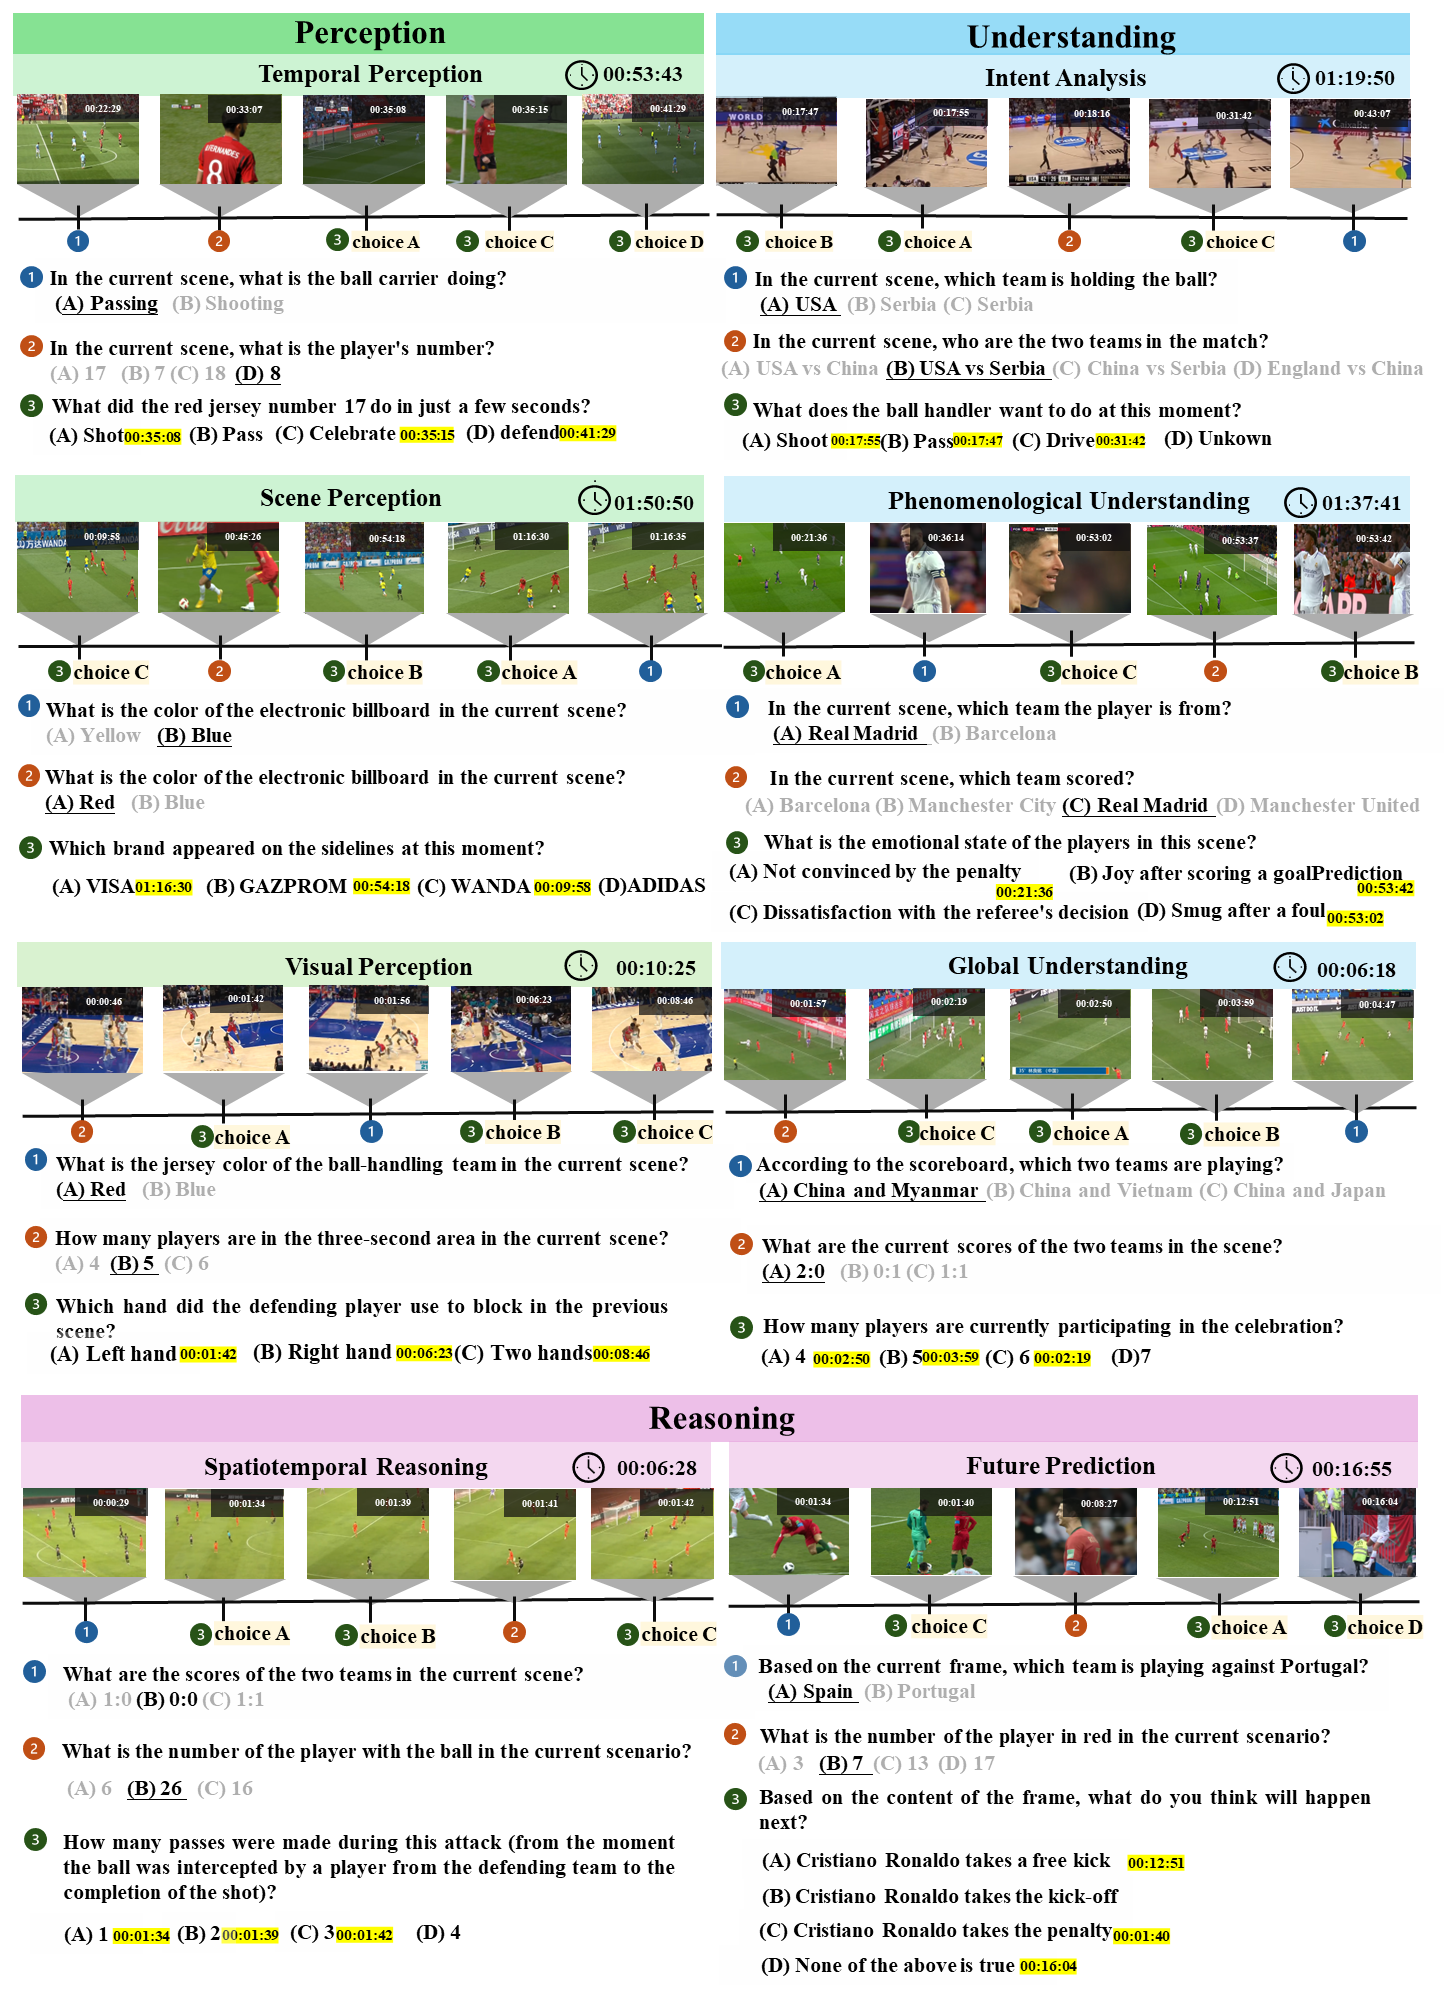 Perception
Temporal Perception 00:53:43
00:22:29 00:33:07 00:35:08 00:35:15 00:41:29
B.FERNANDES
8
1 2 3 choice A 3 choice C 3 choice D
1 In the current scene, what is the ball carrier doing?
(A) Passing (B) Shooting
2 In the current scene, what is the player's number?
(A) 17 (B) 7 (C) 18 (D) 8
3 What did the red jersey number 17 do in just a few seconds?
(A) Shot 00:35:08 (B) Pass (C) Celebrate 00:35:15 (D) defend 00:41:29
Understanding
Intent Analysis 01:19:50
00:17:47 00:17:55 00:18:16 00:31:42 00:43:07
WORLD FIBA FIBA CaixaBank
3 choice B 3 choice A 2 3 choice C 1
1 In the current scene, which team is holding the ball?
(A) USA (B) Serbia (C) Serbia
2 In the current scene, who are the two teams in the match?
(A) USA vs China (B) USA vs Serbia (C) China vs Serbia (D) England vs China
3 What does the ball handler want to do at this moment?
(A) Shoot 00:17:55 (B) Pass 00:17:47 (C) Drive 00:31:42 (D) Unkown
Scene Perception 01:50:50
00:09:58 00:45:26 00:54:18 01:16:30 01:16:35
万达WANDA GAZPROM VISA VISA
3 choice C 2 3 choice B 3 choice A 1
1 What is the color of the electronic billboard in the current scene?
(A) Yellow (B) Blue
2 What is the color of the electronic billboard in the current scene?
(A) Red (B) Blue
3 Which brand appeared on the sidelines at this moment?
(A) VISA 01:16:30 (B) GAZPROM 00:54:18 (C) WANDA 00:09:58 (D)ADIDAS
Phenomenological Understanding 01:37:41
00:21:36 00:36:14 00:53:02 00:53:37 00:53:42
3 choice A 1 3 choice C 2 3 choice B
1 In the current scene, which team the player is from?
(A) Real Madrid (B) Barcelona
2 In the current scene, which team scored?
(A) Barcelona (B) Manchester City (C) Real Madrid (D) Manchester United
3 What is the emotional state of the players in this scene?
(A) Not convinced by the penalty 00:21:36 (B) Joy after scoring a goalPrediction 00:53:42
(C) Dissatisfaction with the referee's decision (D) Smug after a foul 00:53:02
Visual Perception 00:10:25
00:00:46 00:01:42 00:01:56 00:06:23 00:08:46
2 3 choice A 1 3 choice B 3 choice C
1 What is the jersey color of the ball-handling team in the current scene?
(A) Red (B) Blue
2 How many players are in the three-second area in the current scene?
(A) 4 (B) 5 (C) 6
3 Which hand did the defending player use to block in the previous
scene?
(A) Left hand 00:01:42 (B) Right hand 00:06:23 (C) Two hands 00:08:46
Global Understanding 00:06:18
00:01:57 00:02:19 00:02:50 00:03:59 00:04:47
2 3 choice C 3 choice A 3 choice B 1
1 According to the scoreboard, which two teams are playing?
(A) China and Myanmar (B) China and Vietnam (C) China and Japan
2 What are the current scores of the two teams in the scene?
(A) 2:0 (B) 0:1 (C) 1:1
3 How many players are currently participating in the celebration?
(A) 4 00:02:50 (B) 5 00:03:59 (C) 6 00:02:19 (D)7
Reasoning
Spatiotemporal Reasoning 00:06:28
00:00:29 00:01:34 00:01:39 00:01:41 00:01:42
1 3 choice A 3 choice B 2 3 choice C
1 What are the scores of the two teams in the current scene?
(A) 1:0 (B) 0:0 (C) 1:1
2 What is the number of the player with the ball in the current scenario?
(A) 6 (B) 26 (C) 16
3 How many passes were made during this attack (from the moment
the ball was intercepted by a player from the defending team to the
completion of the shot)?
(A) 1 00:01:34 (B) 2 00:01:39 (C) 3 00:01:42 (D) 4
Future Prediction 00:16:55
00:01:34 00:01:40 00:08:27 00:12:51 00:16:04
1 3 choice C 2 3 choice A 3 choice D
1 Based on the current frame, which team is playing against Portugal?
(A) Spain (B) Portugal
2 What is the number of the player in red in the current scenario?
(A) 3 (B) 7 (C) 13 (D) 17
3 Based on the content of the frame, what do you think will happen
next?
(A) Cristiano Ronaldo takes a free kick 00:12:51
(B) Cristiano Ronaldo takes the kick-off
(C) Cristiano Ronaldo takes the penalty 00:01:40
(D) None of the above is true 00:16:04